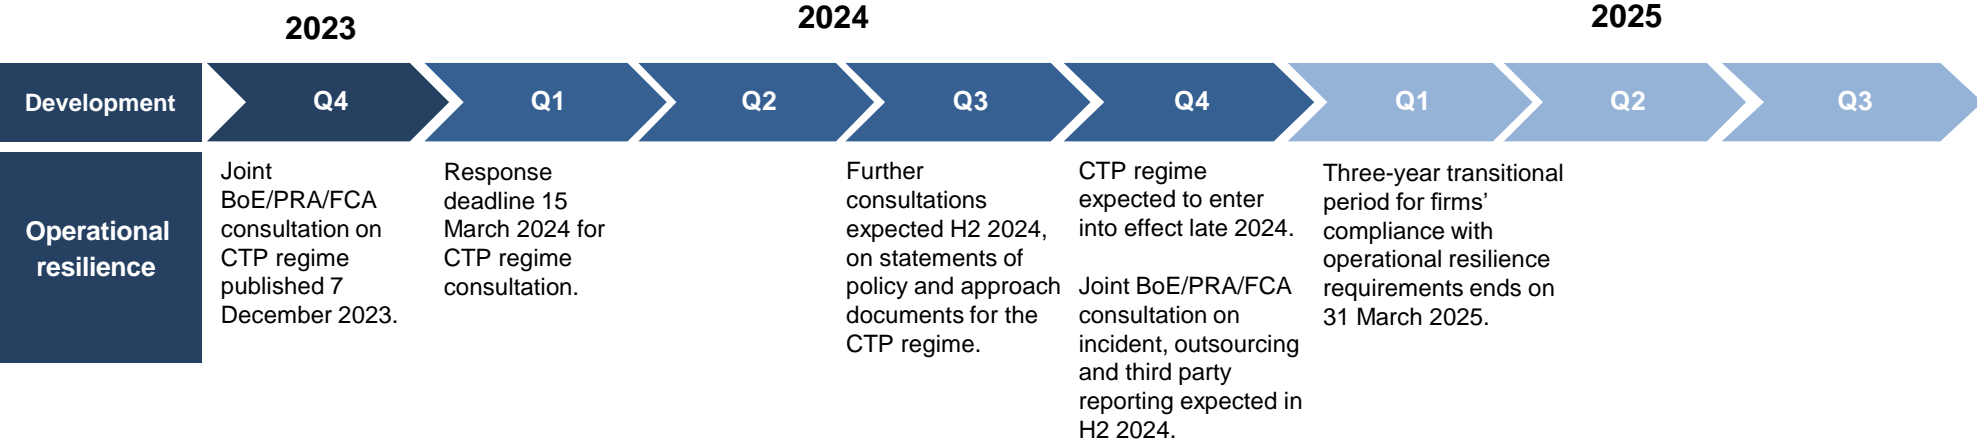 2023
2024
2025
Development
Q4
Q1
Q2
Q3
Q4
Q1
Q2
Q3
Operational
resilience
Joint
BoE/PRA/FCA
consultation on
CTP regime
published 7
December 2023.
Response
deadline 15
March 2024 for
CTP regime
consultation.
Further
consultations
expected H2 2024,
on statements of
policy and approach
documents for the
CTP regime.
CTP regime
expected to enter
into effect late 2024.
Joint BoE/PRA/FCA
consultation on
incident, outsourcing
and third party
reporting expected in
H2 2024.
Three-year transitional
period for firms’
compliance with
operational resilience
requirements ends on
31 March 2025.